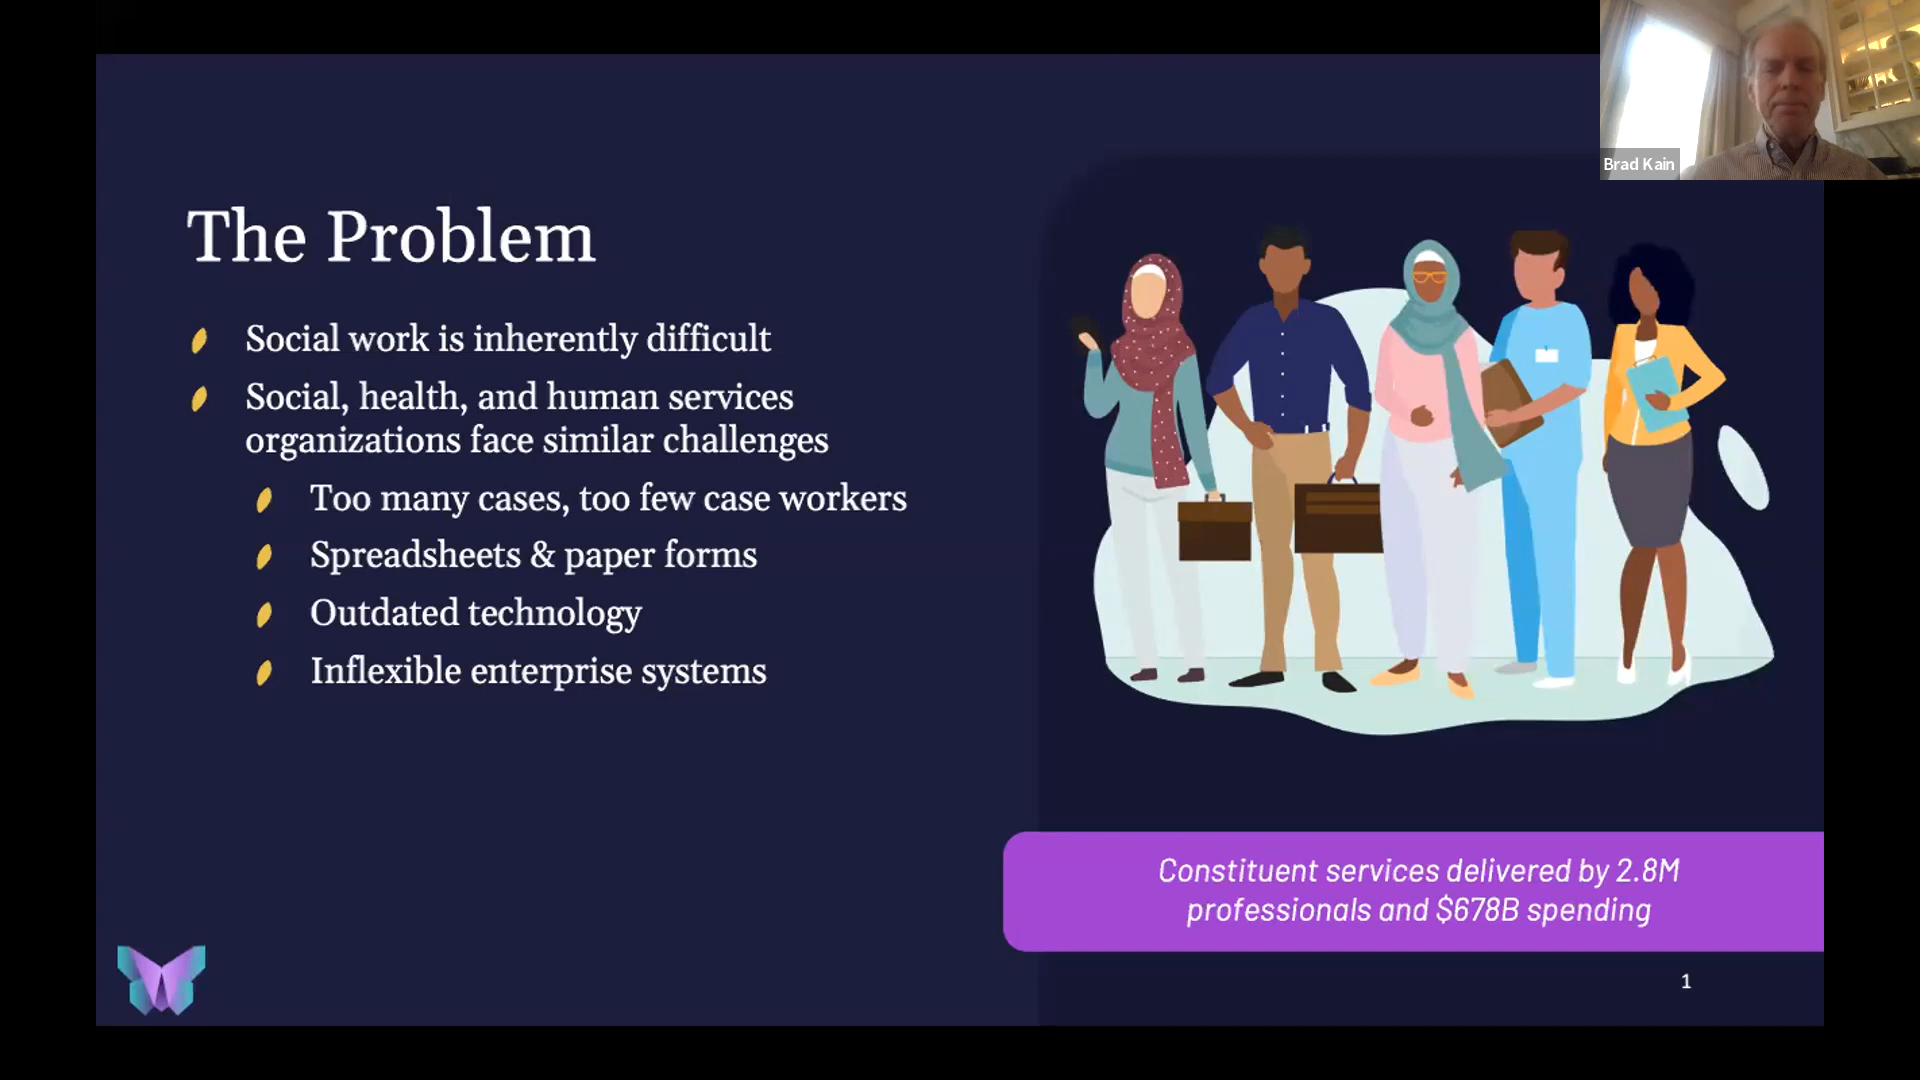 Brad Kain
The Problem
Social work is inherently difficult
Social, health, and human services
organizations face similar challenges
Too many cases, too few case workers
Spreadsheets & paper forms
Outdated technology
Inflexible enterprise systems
Constituent services delivered by 2.8M
professionals and $678B spending
1